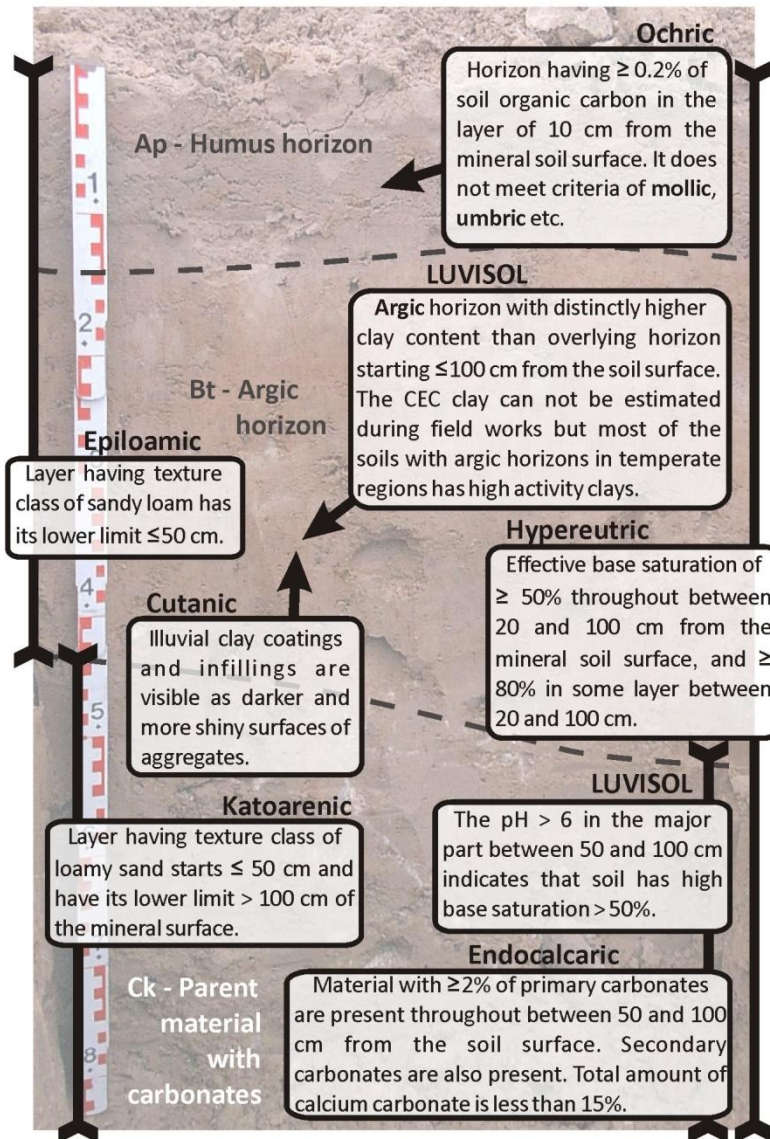 Ochric
Horizon having ≥ 0.2% of
soil organic carbon in the
layer of 10 cm from the
mineral soil surface. It does
not meet criteria of mollic,
umbric etc.
Ap - Humus horizon
1
LUVISOL
Argic horizon with distinctly higher
clay content than overlying horizon
starting ≤100 cm from the soil surface.
The CEC clay can not be estimated
during field works but most of the
soils with argic horizons in temperate
regions has high activity clays.
2
Bt - Argic
horizon
Epiloamic
Layer having texture
class of sandy loam has
its lower limit ≤50 cm.
Hypereutric
Effective base saturation of
≥ 50% throughout between
20 and 100 cm from the
mineral soil surface, and ≥
80% in some layer between
20 and 100 cm.
4
Cutanic
Illuvial clay coatings
and infillings are
visible as darker and
more shiny surfaces of
aggregates.
5
LUVISOL
The pH > 6 in the major
part between 50 and 100 cm
indicates that soil has high
base saturation > 50%.
Katoarenic
Layer having texture class of
loamy sand starts ≤ 50 cm and
have its lower limit > 100 cm of
the mineral surface.
Endocalcaric
Material with ≥2% of primary carbonates
are present throughout between 50 and 100
cm from the soil surface. Secondary
carbonates are also present. Total amount of
calcium carbonate is less than 15%.
Ck - Parent
material
with
carbonates
8